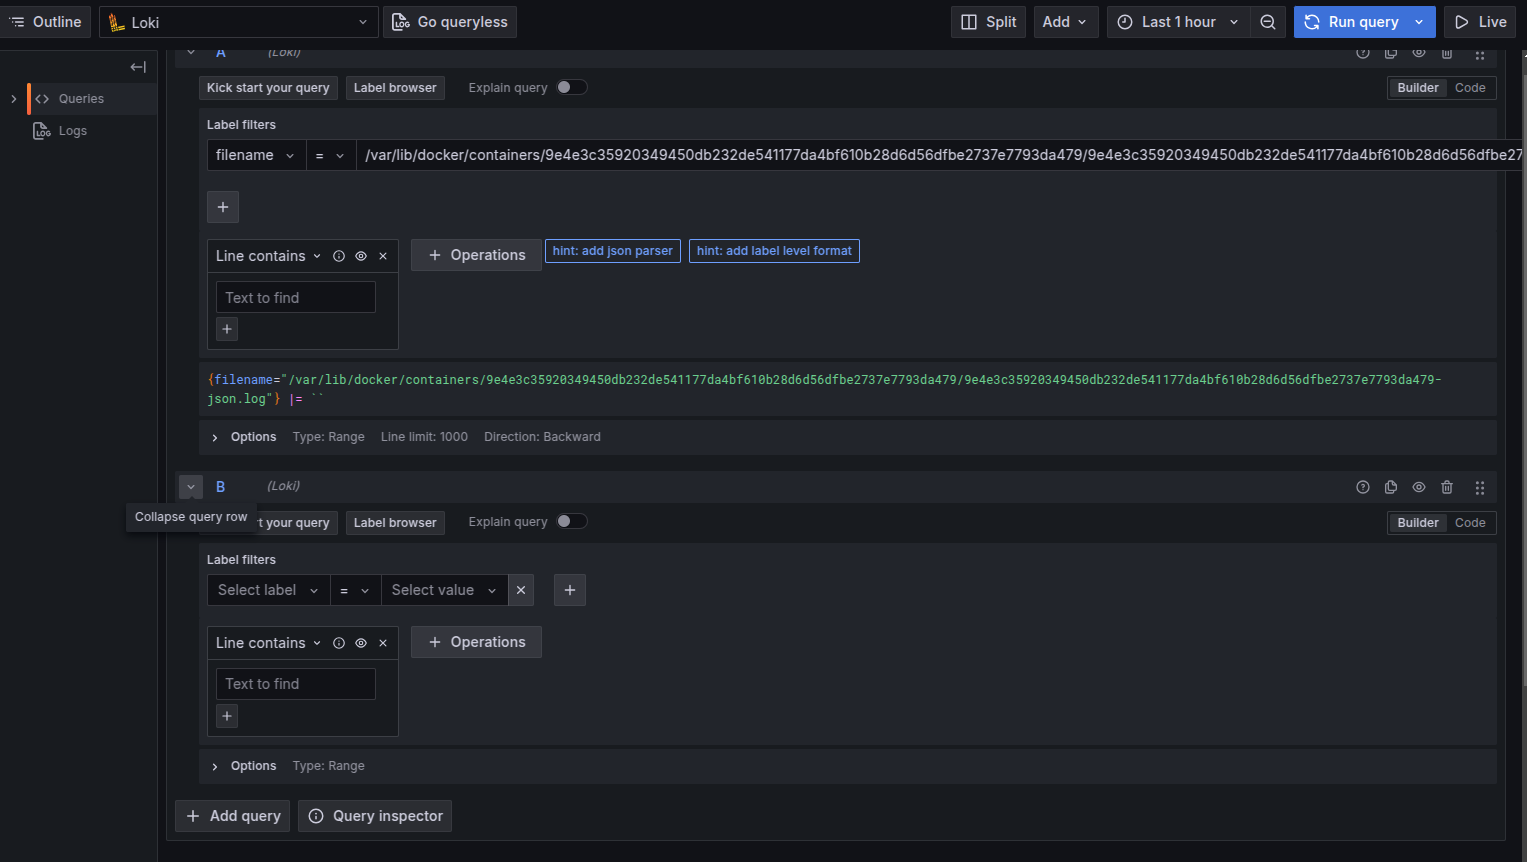 Outline
Loki
Go queryless
Split
Add
Last 1 hour
Run query
Live
A (Loki)
Queries
Logs
Kick start your query
Label browser
Explain query
Builder
Code
Label filters
filename
=
/var/lib/docker/containers/9e4e3c35920349450db232de541177da4bf610b28d6d56dfbe2737e7793da479/9e4e3c35920349450db232de541177da4bf610b28d6d56dfbe27
Line contains
Operations
hint: add json parser
hint: add label level format
Text to find
{filename="/var/lib/docker/containers/9e4e3c35920349450db232de541177da4bf610b28d6d56dfbe2737e7793da479/9e4e3c35920349450db232de541177da4bf610b28d6d56dfbe2737e7793da479-
json.log"} |= ``
Options Type: Range Line limit: 1000 Direction: Backward
B (Loki)
Collapse query row
t your query
Label browser
Explain query
Builder
Code
Label filters
Select label
=
Select value
Line contains
Operations
Text to find
Options Type: Range
Add query
Query inspector